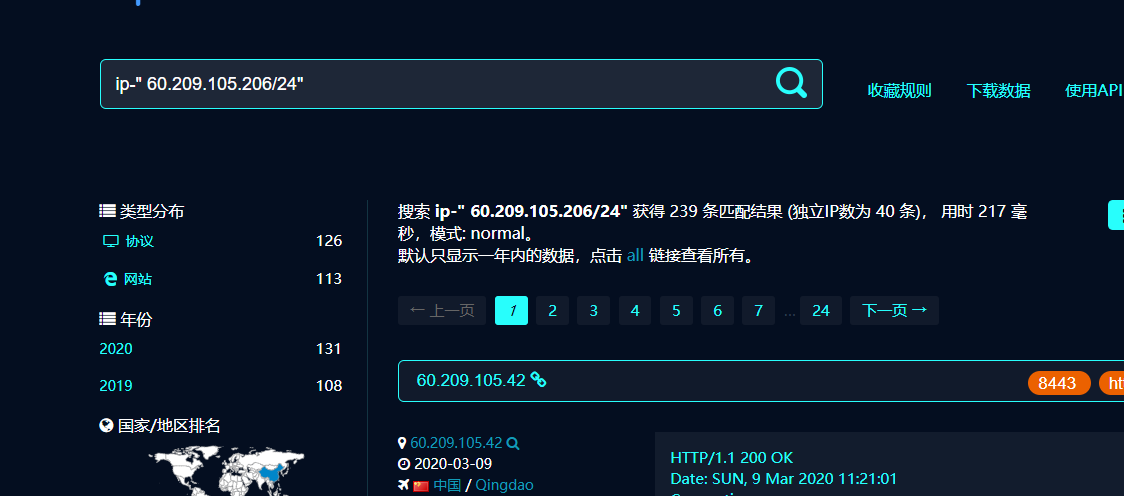 ip-" 60.209.105.206/24"
收藏规则 下载数据 使用API
类型分布
协议 126
网站 113
年份
2020 131
2019 108
国家/地区排名
搜索 ip-" 60.209.105.206/24" 获得 239 条匹配结果 (独立IP数为 40 条)， 用时 217 毫
秒，模式: normal。
默认只显示一年内的数据，点击 all 链接查看所有。
← 上一页 1 2 3 4 5 6 7 ... 24 下一页 →
60.209.105.42 8443
60.209.105.42
2020-03-09
中国 / Qingdao
HTTP/1.1 200 OK
Date: SUN, 9 Mar 2020 11:21:01